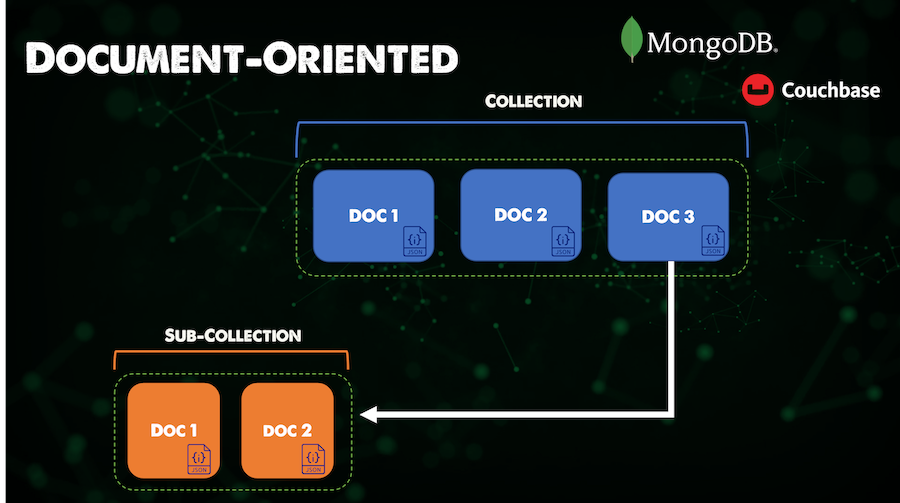 DOCUMENT-ORIENTED
MongoDB®
Couchbase
COLLECTION
DOC 1
DOC 2
DOC 3
{i}
JSON
{i}
JSON
{i}
JSON
SUB-COLLECTION
DOC 1
DOC 2
{i}
JSON
{i}
JSON